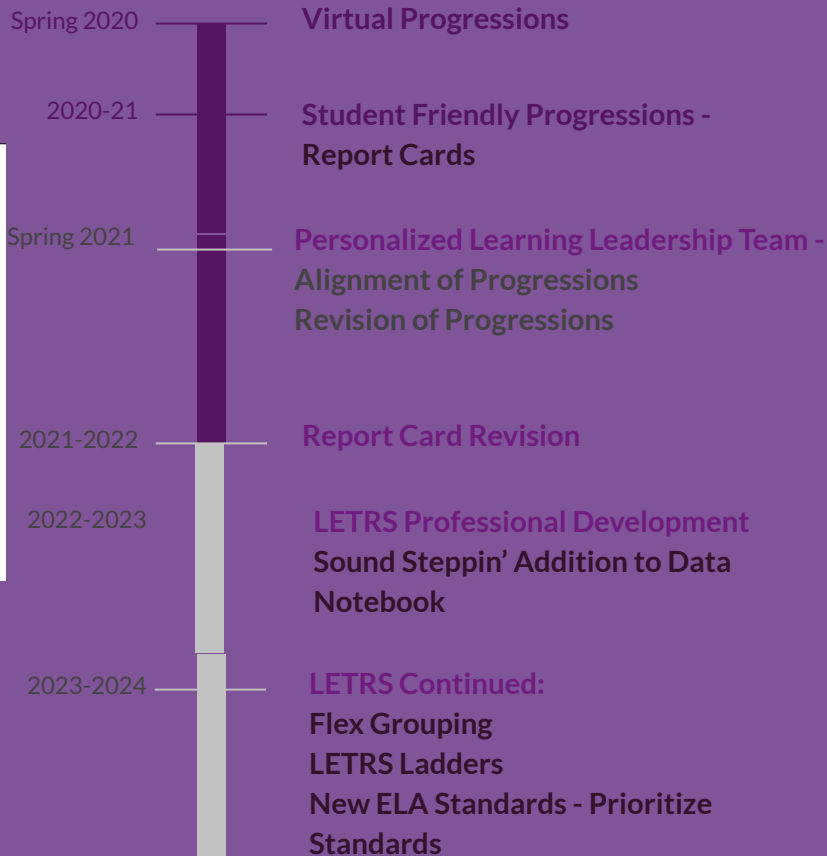 Spring 2020
Virtual Progressions
2020-21
Student Friendly Progressions -
Report Cards
Spring 2021
Personalized Learning Leadership Team -
Alignment of Progressions
Revision of Progressions
2021-2022
Report Card Revision
2022-2023
LETRS Professional Development
Sound Steppin’ Addition to Data
Notebook
2023-2024
LETRS Continued:
Flex Grouping
LETRS Ladders
New ELA Standards - Prioritize
Standards